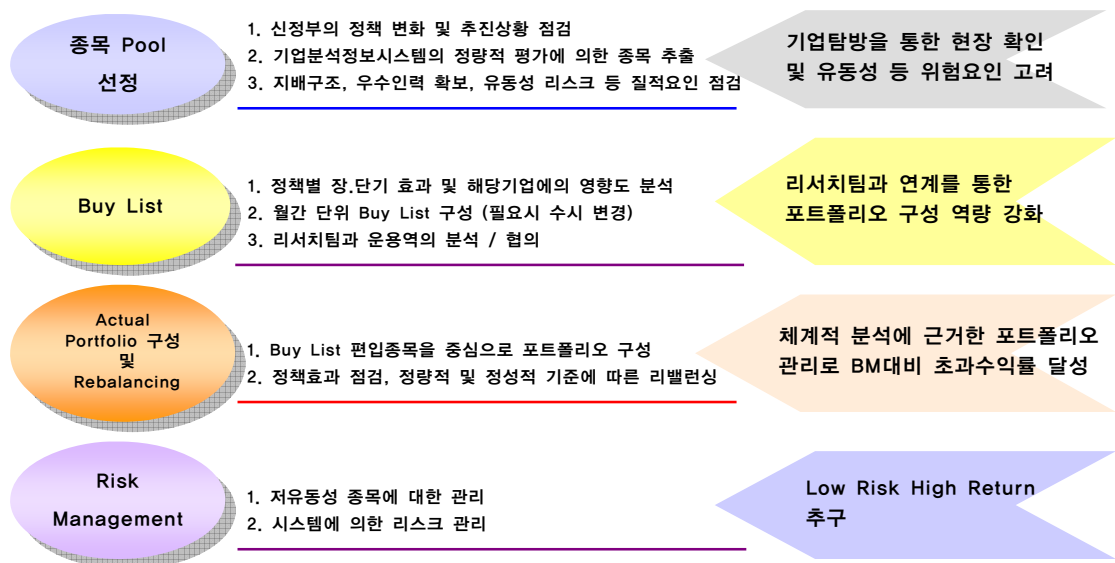 종목 Pool
선정
1. 신정부의 정책 변화 및 추진상황 점검
2. 기업분석정보시스템의 정량적 평가에 의한 종목 추출
3. 지배구조, 우수인력 확보, 유동성 리스크 등 질적요인 점검
기업탐방을 통한 현장 확인
및 유동성 등 위험요인 고려
Buy List
1. 정책별 장.단기 효과 및 해당기업에의 영향도 분석
2. 월간 단위 Buy List 구성 (필요시 수시 변경)
3. 리서치팀과 운용역의 분석 / 협의
리서치팀과 연계를 통한
포트폴리오 구성 역량 강화
Actual
Portfolio 구성
및
Rebalancing
1. Buy List 편입종목을 중심으로 포트폴리오 구성
2. 정책효과 점검, 정량적 및 정성적 기준에 따른 리밸런싱
체계적 분석에 근거한 포트폴리오
관리로 BM대비 초과수익률 달성
Risk
Management
1. 저유동성 종목에 대한 관리
2. 시스템에 의한 리스크 관리
Low Risk High Return
추구